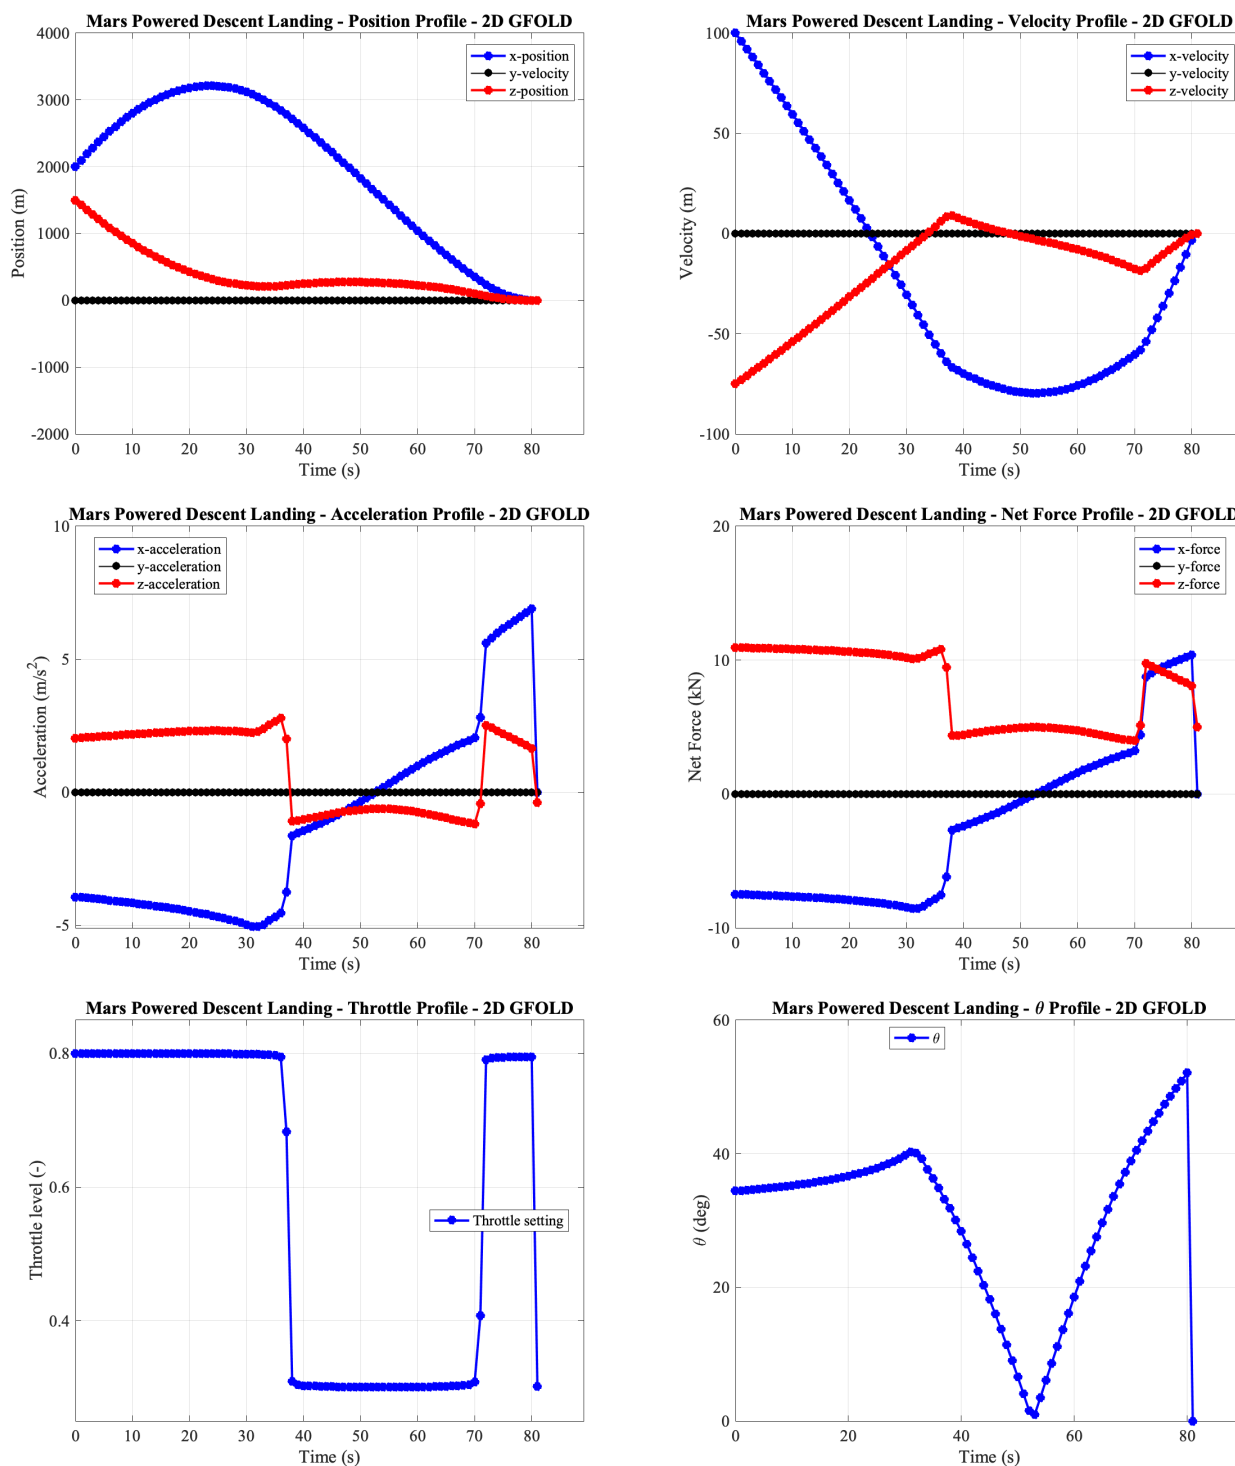 Mars Powered Descent Landing - Position Profile - 2D GFOLD
4000
3000
2000
1000
0
-1000
-2000
Position (m)
x-position
y-velocity
z-position
0 10 20 30 40 50 60 70 80
Time (s)
Mars Powered Descent Landing - Velocity Profile - 2D GFOLD
100
50
0
-50
-100
Velocity (m)
x-velocity
y-velocity
z-velocity
0 10 20 30 40 50 60 70 80
Time (s)
Mars Powered Descent Landing - Acceleration Profile - 2D GFOLD
10
5
0
-5
Acceleration (m/s²)
x-acceleration
y-acceleration
z-acceleration
0 10 20 30 40 50 60 70 80
Time (s)
Mars Powered Descent Landing - Net Force Profile - 2D GFOLD
20
10
0
-10
Net Force (kN)
x-force
y-force
z-force
0 10 20 30 40 50 60 70 80
Time (s)
Mars Powered Descent Landing - Throttle Profile - 2D GFOLD
0.8
0.6
0.4
Throttle level (-)
Throttle setting
0 10 20 30 40 50 60 70 80
Time (s)
Mars Powered Descent Landing - θ Profile - 2D GFOLD
60
40
20
0
θ (deg)
θ
0 20 40 60 80
Time (s)